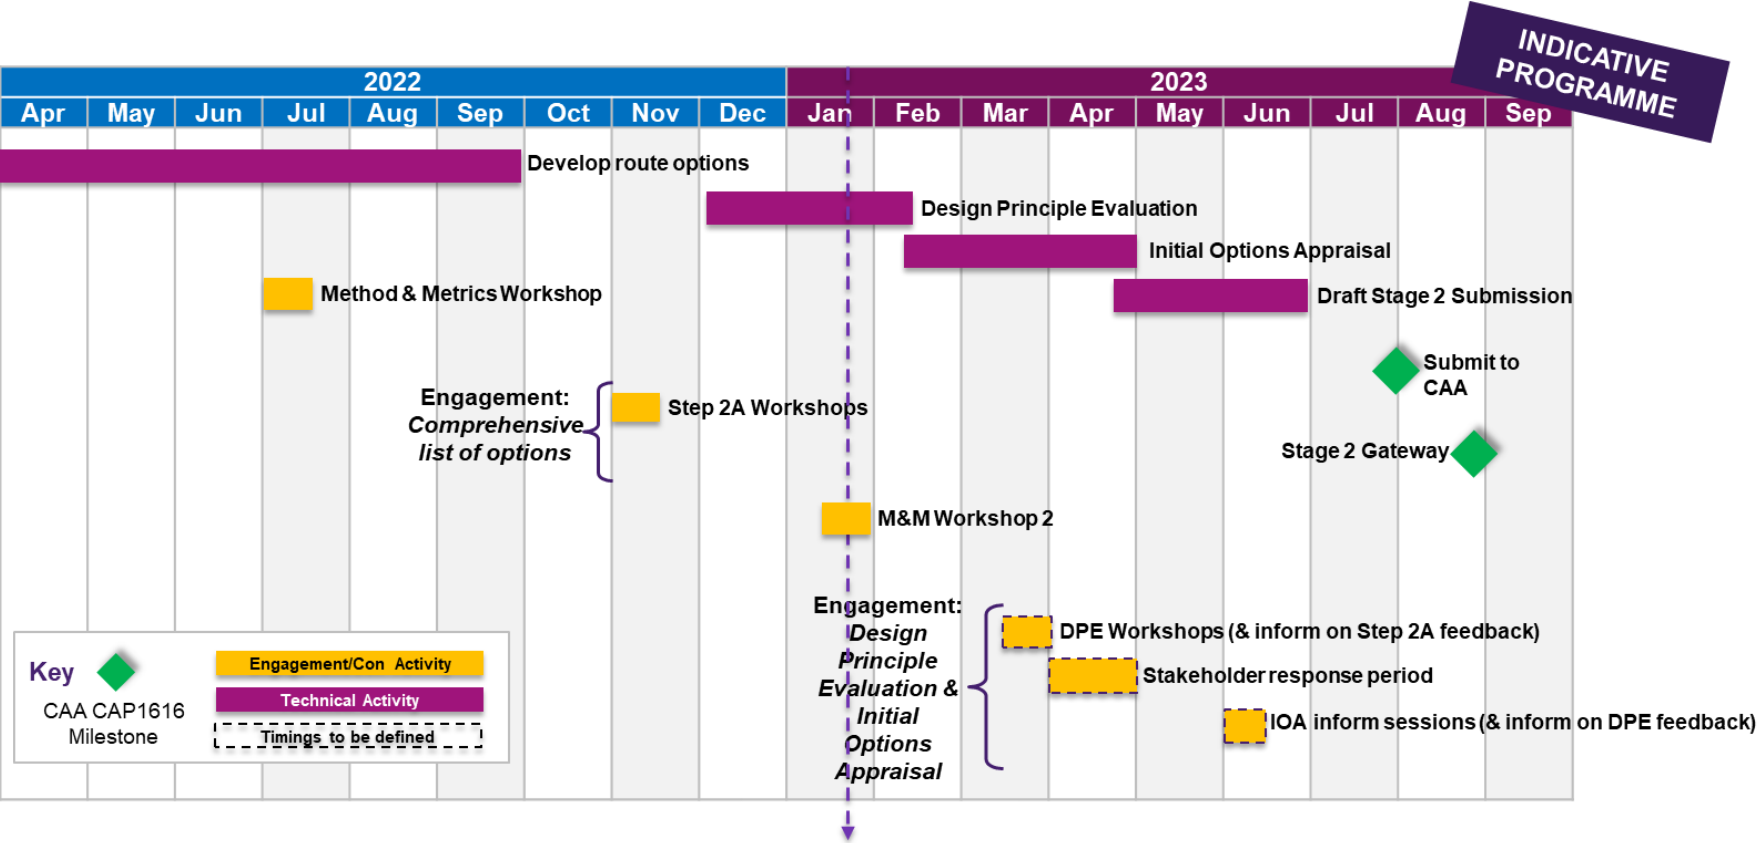 INDICATIVE
PROGRAMME
2022
2023
Apr May Jun Jul Aug Sep Oct Nov Dec Jan Feb Mar Apr May Jun Jul Aug Sep
Develop route options
Design Principle Evaluation
Initial Options Appraisal
Method & Metrics Workshop
Draft Stage 2 Submission
Submit to
CAA
Engagement:
Comprehensive
list of options
Step 2A Workshops
Stage 2 Gateway
M&M Workshop 2
Engagement:
Design
Principle
Evaluation &
Initial
Options
Appraisal
DPE Workshops (& inform on Step 2A feedback)
Stakeholder response period
IOA inform sessions (& inform on DPE feedback)
Key
CAA CAP1616
Milestone
Engagement/Con Activity
Technical Activity
Timings to be defined